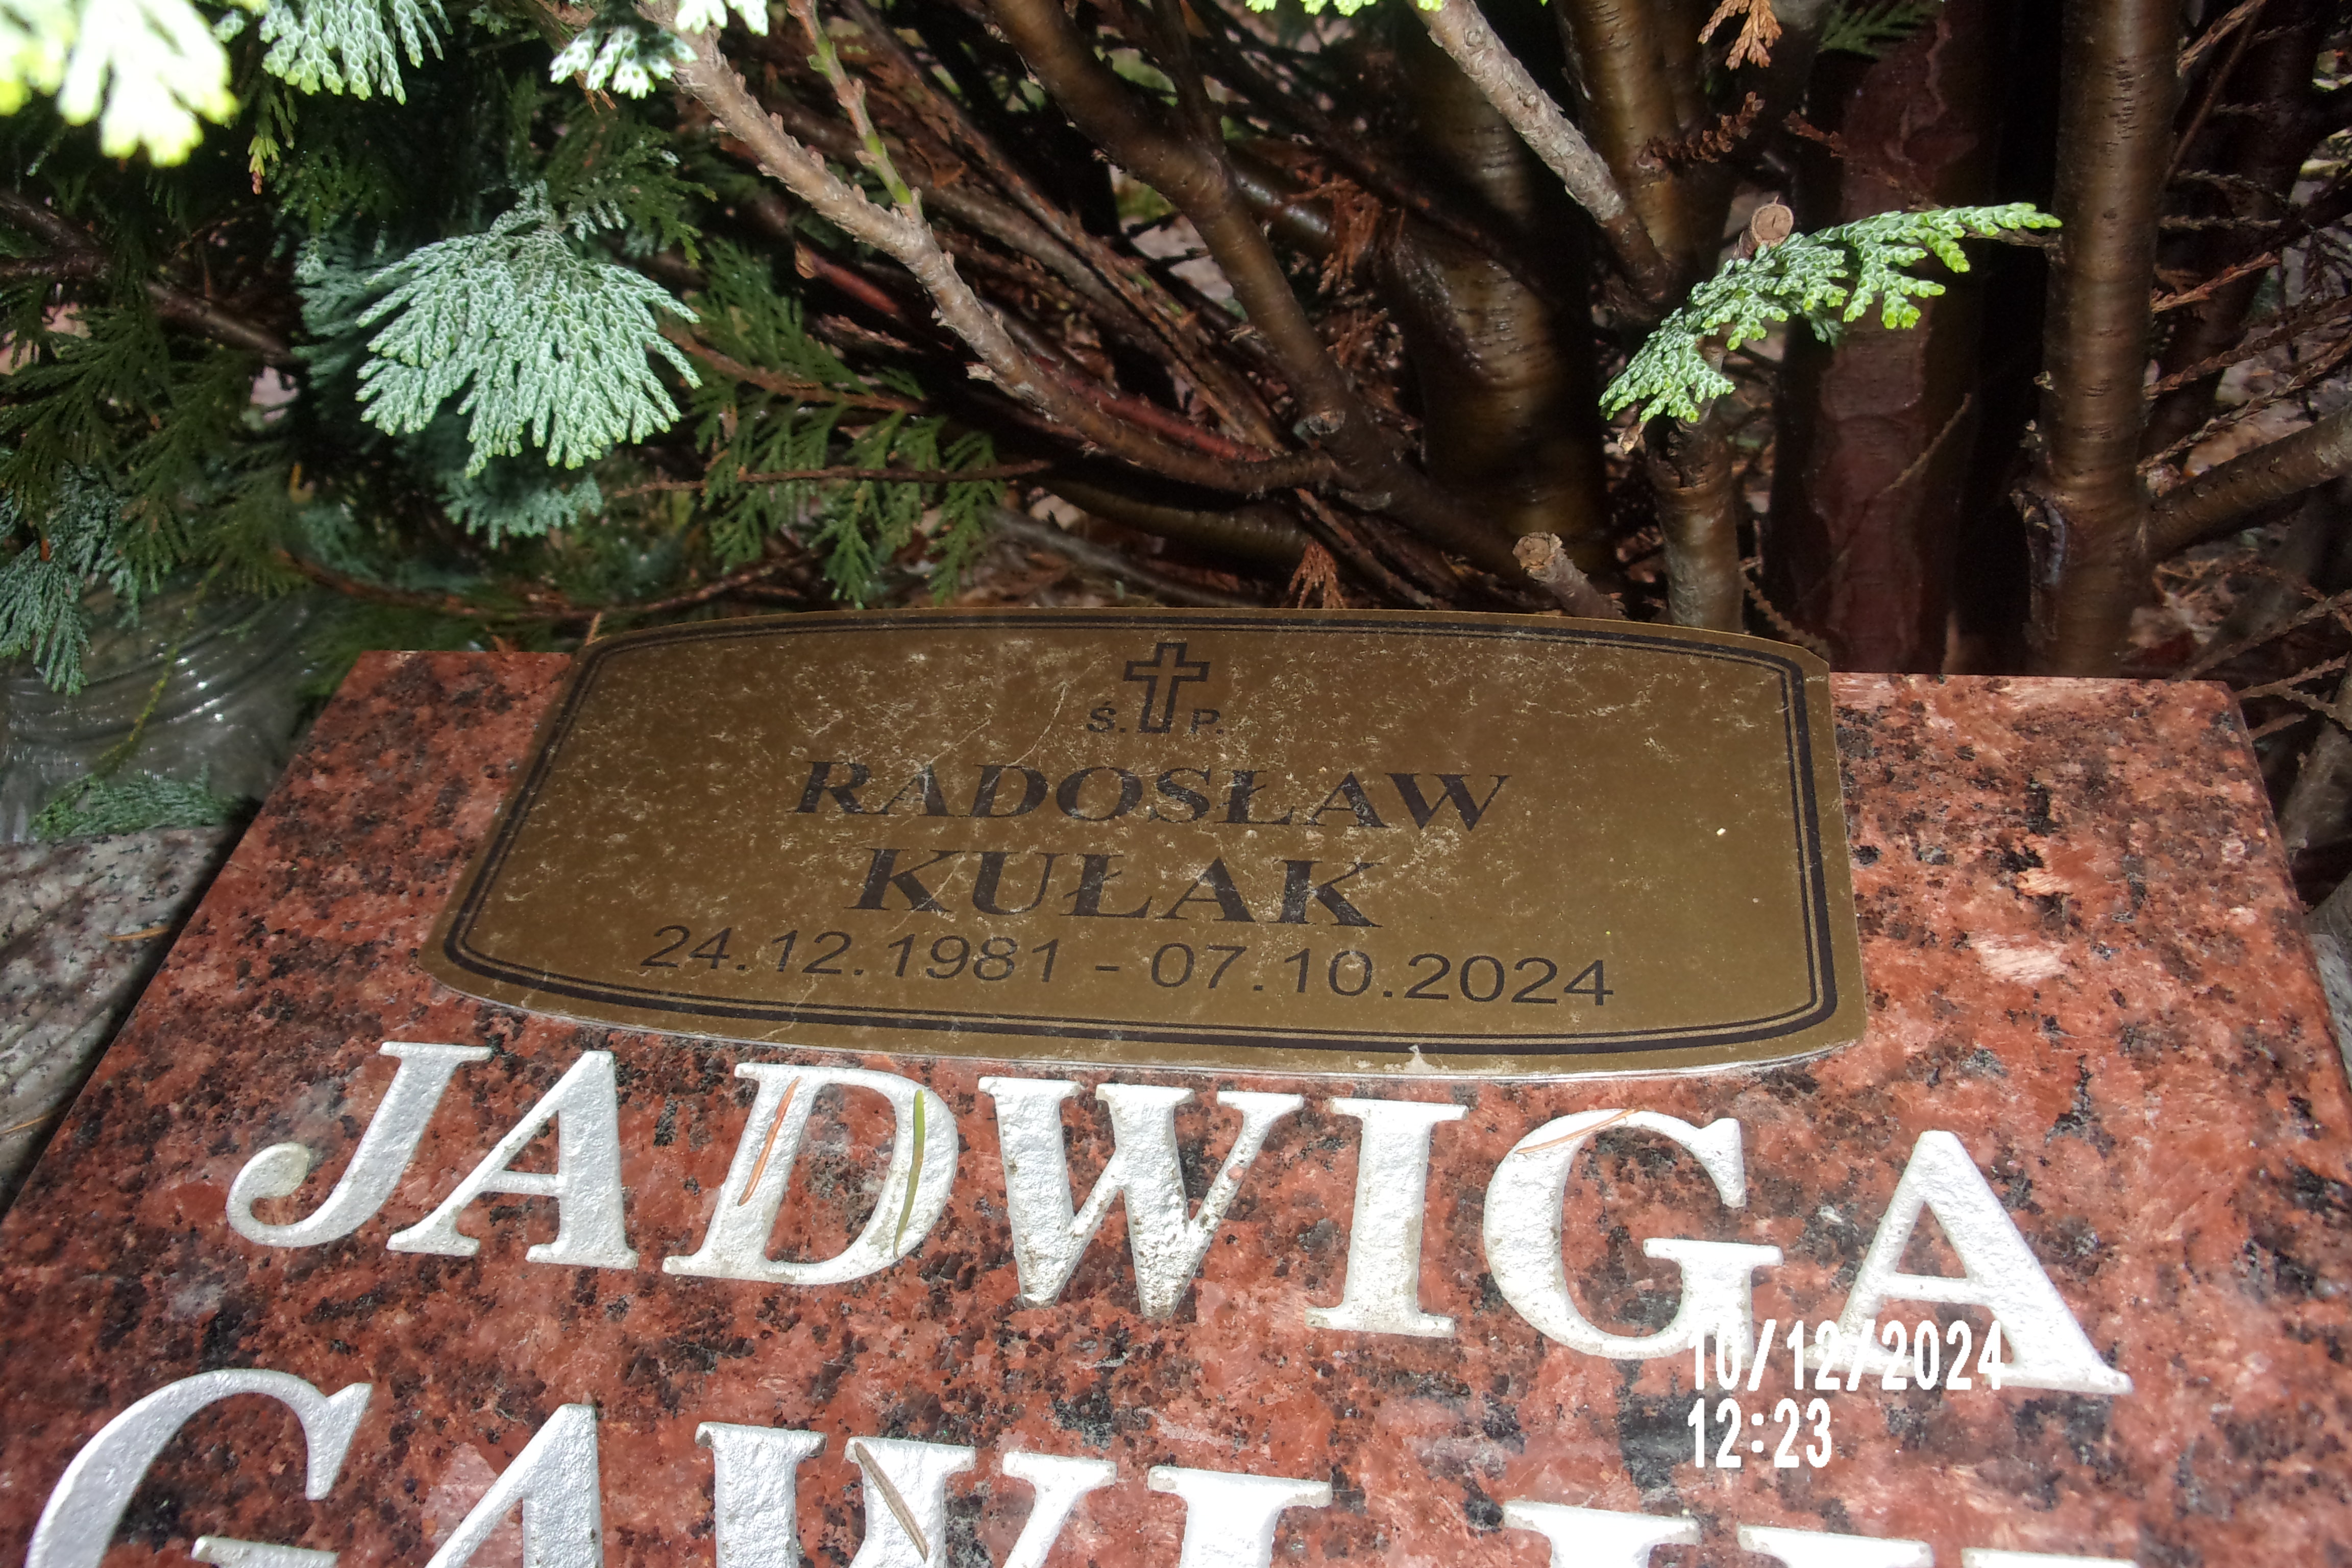 Ś. P.
RADOSŁAW
KUŁAK
24.12.1981 - 07.10.2024
JADWIGA
10/12/2024
12:23